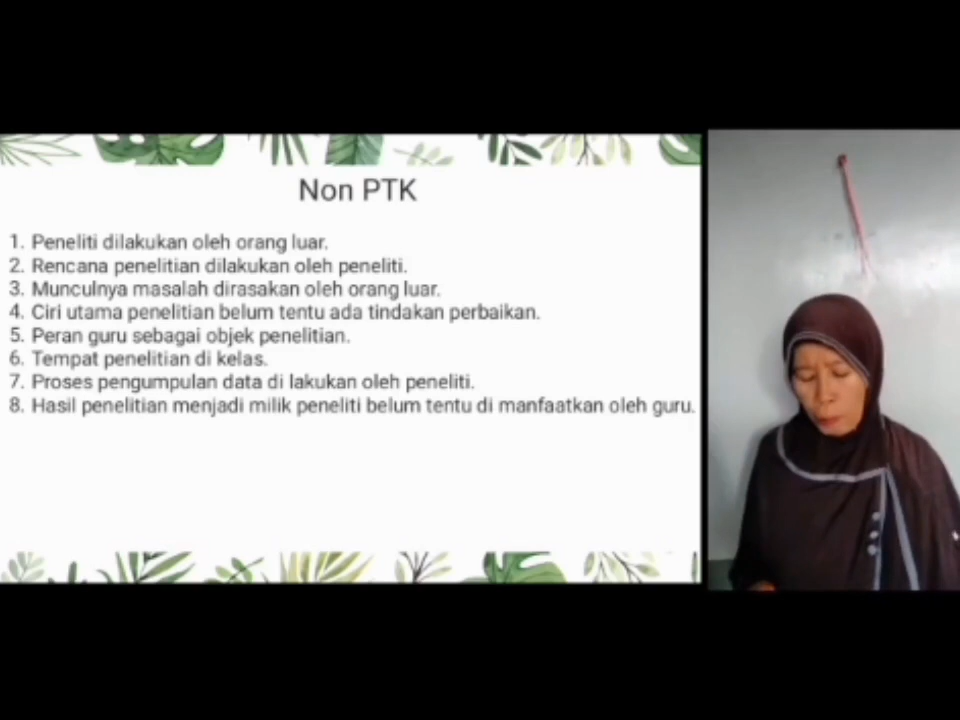 Non PTK
1. Peneliti dilakukan oleh orang luar.
2. Rencana penelitian dilakukan oleh peneliti.
3. Munculnya masalah dirasakan oleh orang luar.
4. Ciri utama penelitian belum tentu ada tindakan perbaikan.
5. Peran guru sebagai objek penelitian.
6. Tempat penelitian di kelas.
7. Proses pengumpulan data di lakukan oleh peneliti.
8. Hasil penelitian menjadi milik peneliti belum tentu di manfaatkan oleh guru.